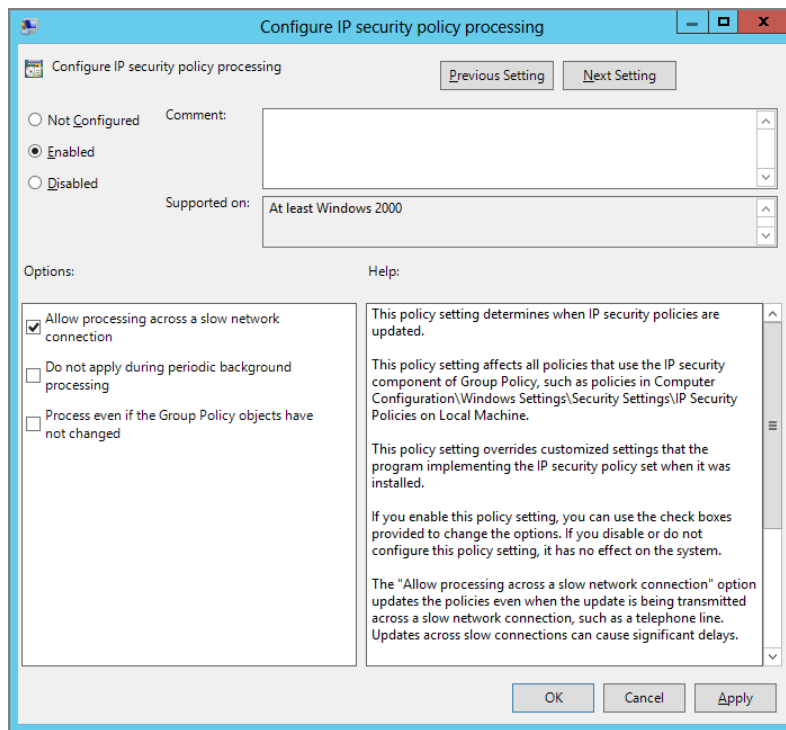 Configure IP security policy processing
Configure IP security policy processing
Previous Setting
Next Setting
Not Configured
Comment:
Enabled
Disabled
Supported on:
At least Windows 2000
Options:
Help:
Allow processing across a slow network
connection
Do not apply during periodic background
processing
Process even if the Group Policy objects have
not changed
This policy setting determines when IP security policies are
updated.
This policy setting affects all policies that use the IP security
component of Group Policy, such as policies in Computer
Configuration\Windows Settings\Security Settings\IP Security
Policies on Local Machine.
This policy setting overrides customized settings that the
program implementing the IP security policy set when it was
installed.
If you enable this policy setting, you can use the check boxes
provided to change the options. If you disable or do not
configure this policy setting, it has no effect on the system.
The "Allow processing across a slow network connection" option
updates the policies even when the update is being transmitted
across a slow network connection, such as a telephone line.
Updates across slow connections can cause significant delays.
OK
Cancel
Apply